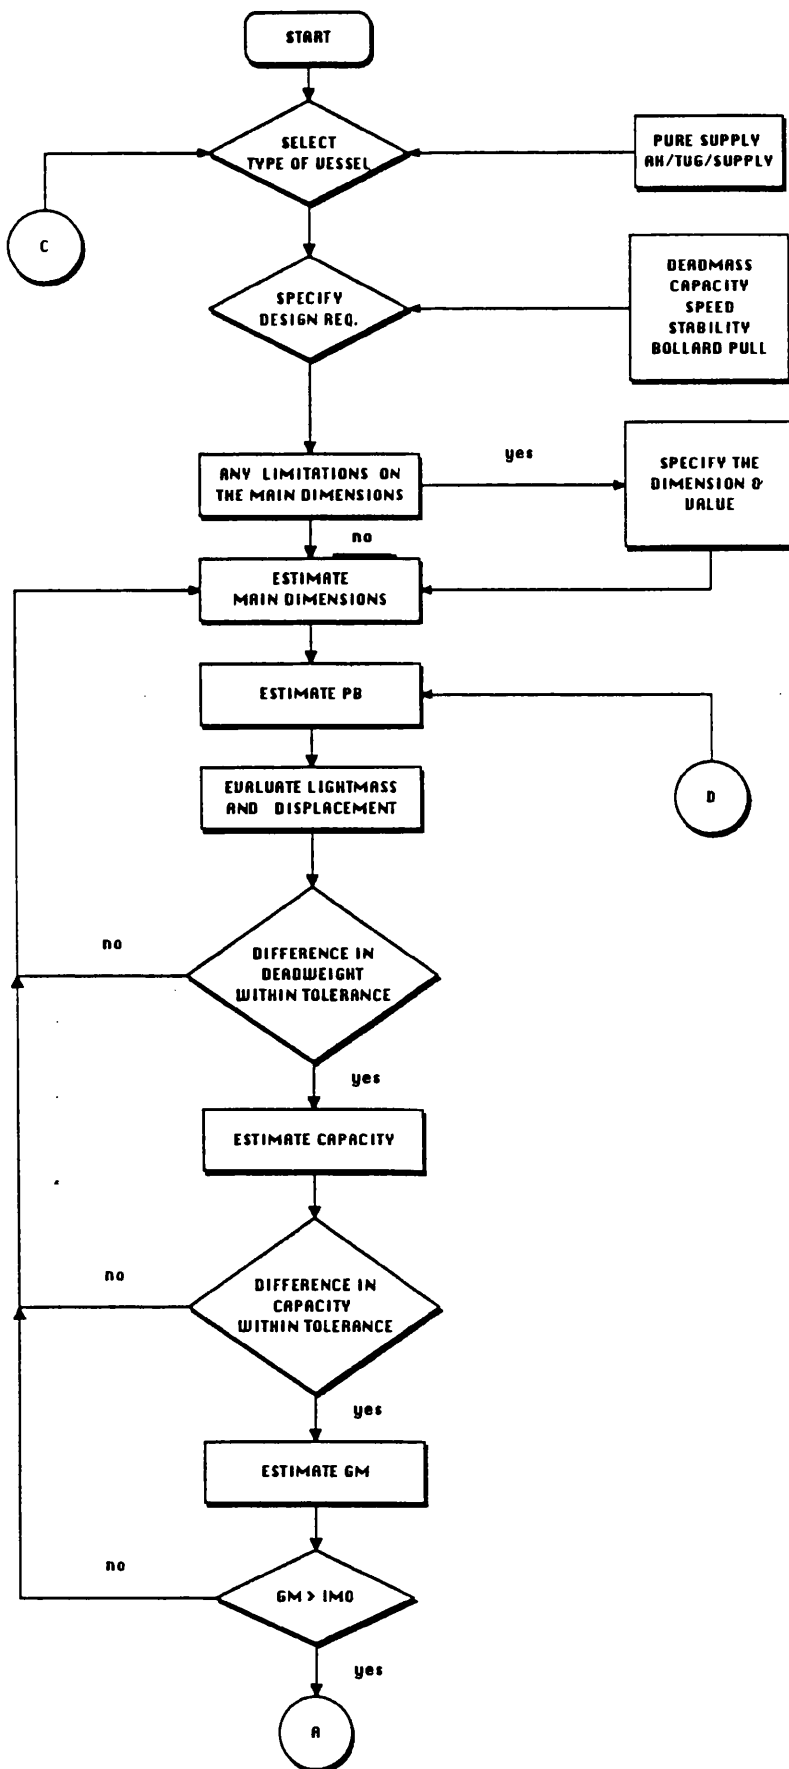 START
SELECT
TYPE OF VESSEL
PURE SUPPLY
AH/TUG/SUPPLY
C
SPECIFY
DESIGN REQ.
DEADMASS
CAPACITY
SPEED
STABILITY
BOLLARD PULL
ANY LIMITATIONS ON
THE MAIN DIMENSIONS
yes
SPECIFY THE
DIMENSION &
VALUE
no
ESTIMATE
MAIN DIMENSIONS
ESTIMATE PB
D
EVALUATE LIGHTMASS
AND DISPLACEMENT
no
DIFFERENCE IN
DEADWEIGHT
WITHIN TOLERANCE
yes
ESTIMATE CAPACITY
no
DIFFERENCE IN
CAPACITY
WITHIN TOLERANCE
yes
ESTIMATE GM
no
GM > IMO
yes
A